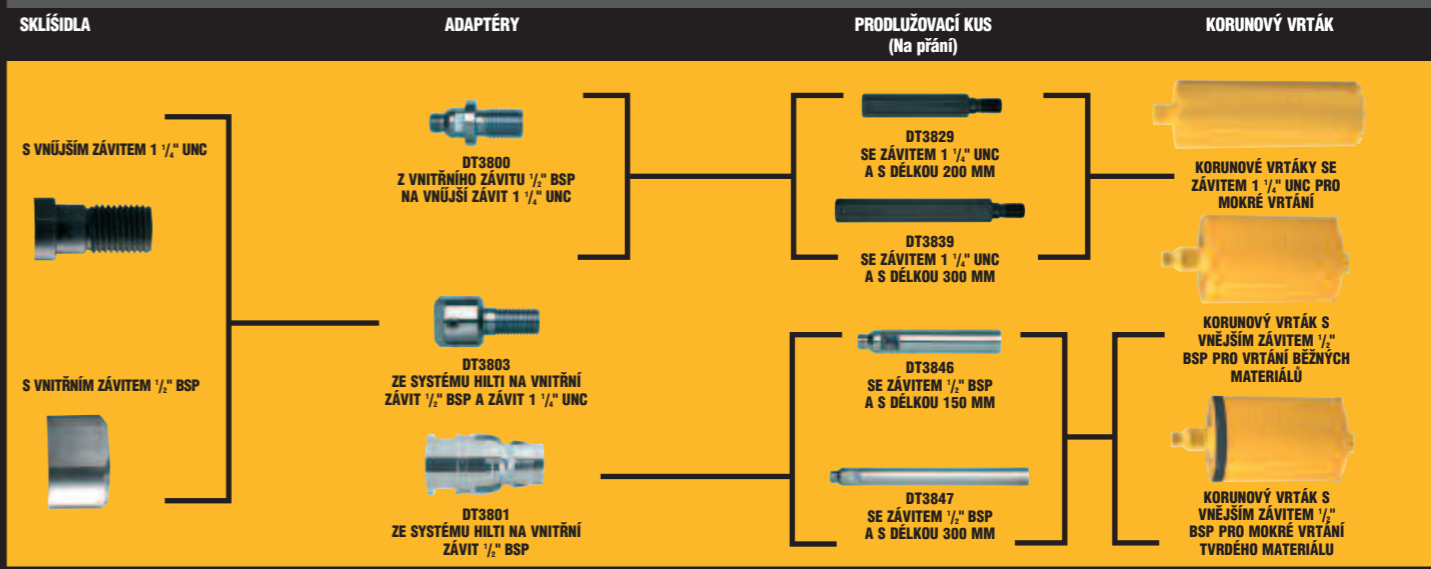 SKLÍŠIDLA
ADAPTÉRY
PRODLUŽOVACÍ KUS
(Na přání)
KORUNOVÝ VRTÁK
S VNŰJŠÍM ZÁVITEM 1 1/4" UNC
S VNITŘNÍM ZÁVITEM 1/2" BSP
DT3800
Z VNITŘNÍHO ZÁVITU 1/2" BSP
NA VNŰJŠÍ ZÁVIT 1 1/4" UNC
DT3803
ZE SYSTÉMU HILTI NA VNITŘNÍ
ZÁVIT 1/2" BSP A ZÁVIT 1 1/4" UNC
DT3801
ZE SYSTÉMU HILTI NA VNITŘNÍ
ZÁVIT 1/2" BSP
DT3829
SE ZÁVITEM 1 1/4" UNC
A S DÉLKOU 200 MM
DT3839
SE ZÁVITEM 1 1/4" UNC
A S DÉLKOU 300 MM
DT3846
SE ZÁVITEM 1/2" BSP
A S DÉLKOU 150 MM
DT3847
SE ZÁVITEM 1/2" BSP
A S DÉLKOU 300 MM
KORUNOVÉ VRTÁKY SE
ZÁVITEM 1 1/4" UNC PRO
MOKRÉ VRTÁNÍ
KORUNOVÝ VRTÁK S
VNĚJŠÍM ZÁVITEM 1/2"
BSP PRO VRTÁNÍ BĚŽNÝCH
MATERIÁLŮ
KORUNOVÝ VRTÁK S
VNĚJŠÍM ZÁVITEM 1/2"
BSP PRO MOKRÉ VRTÁNÍ
TVRDÉHO MATERIÁLU